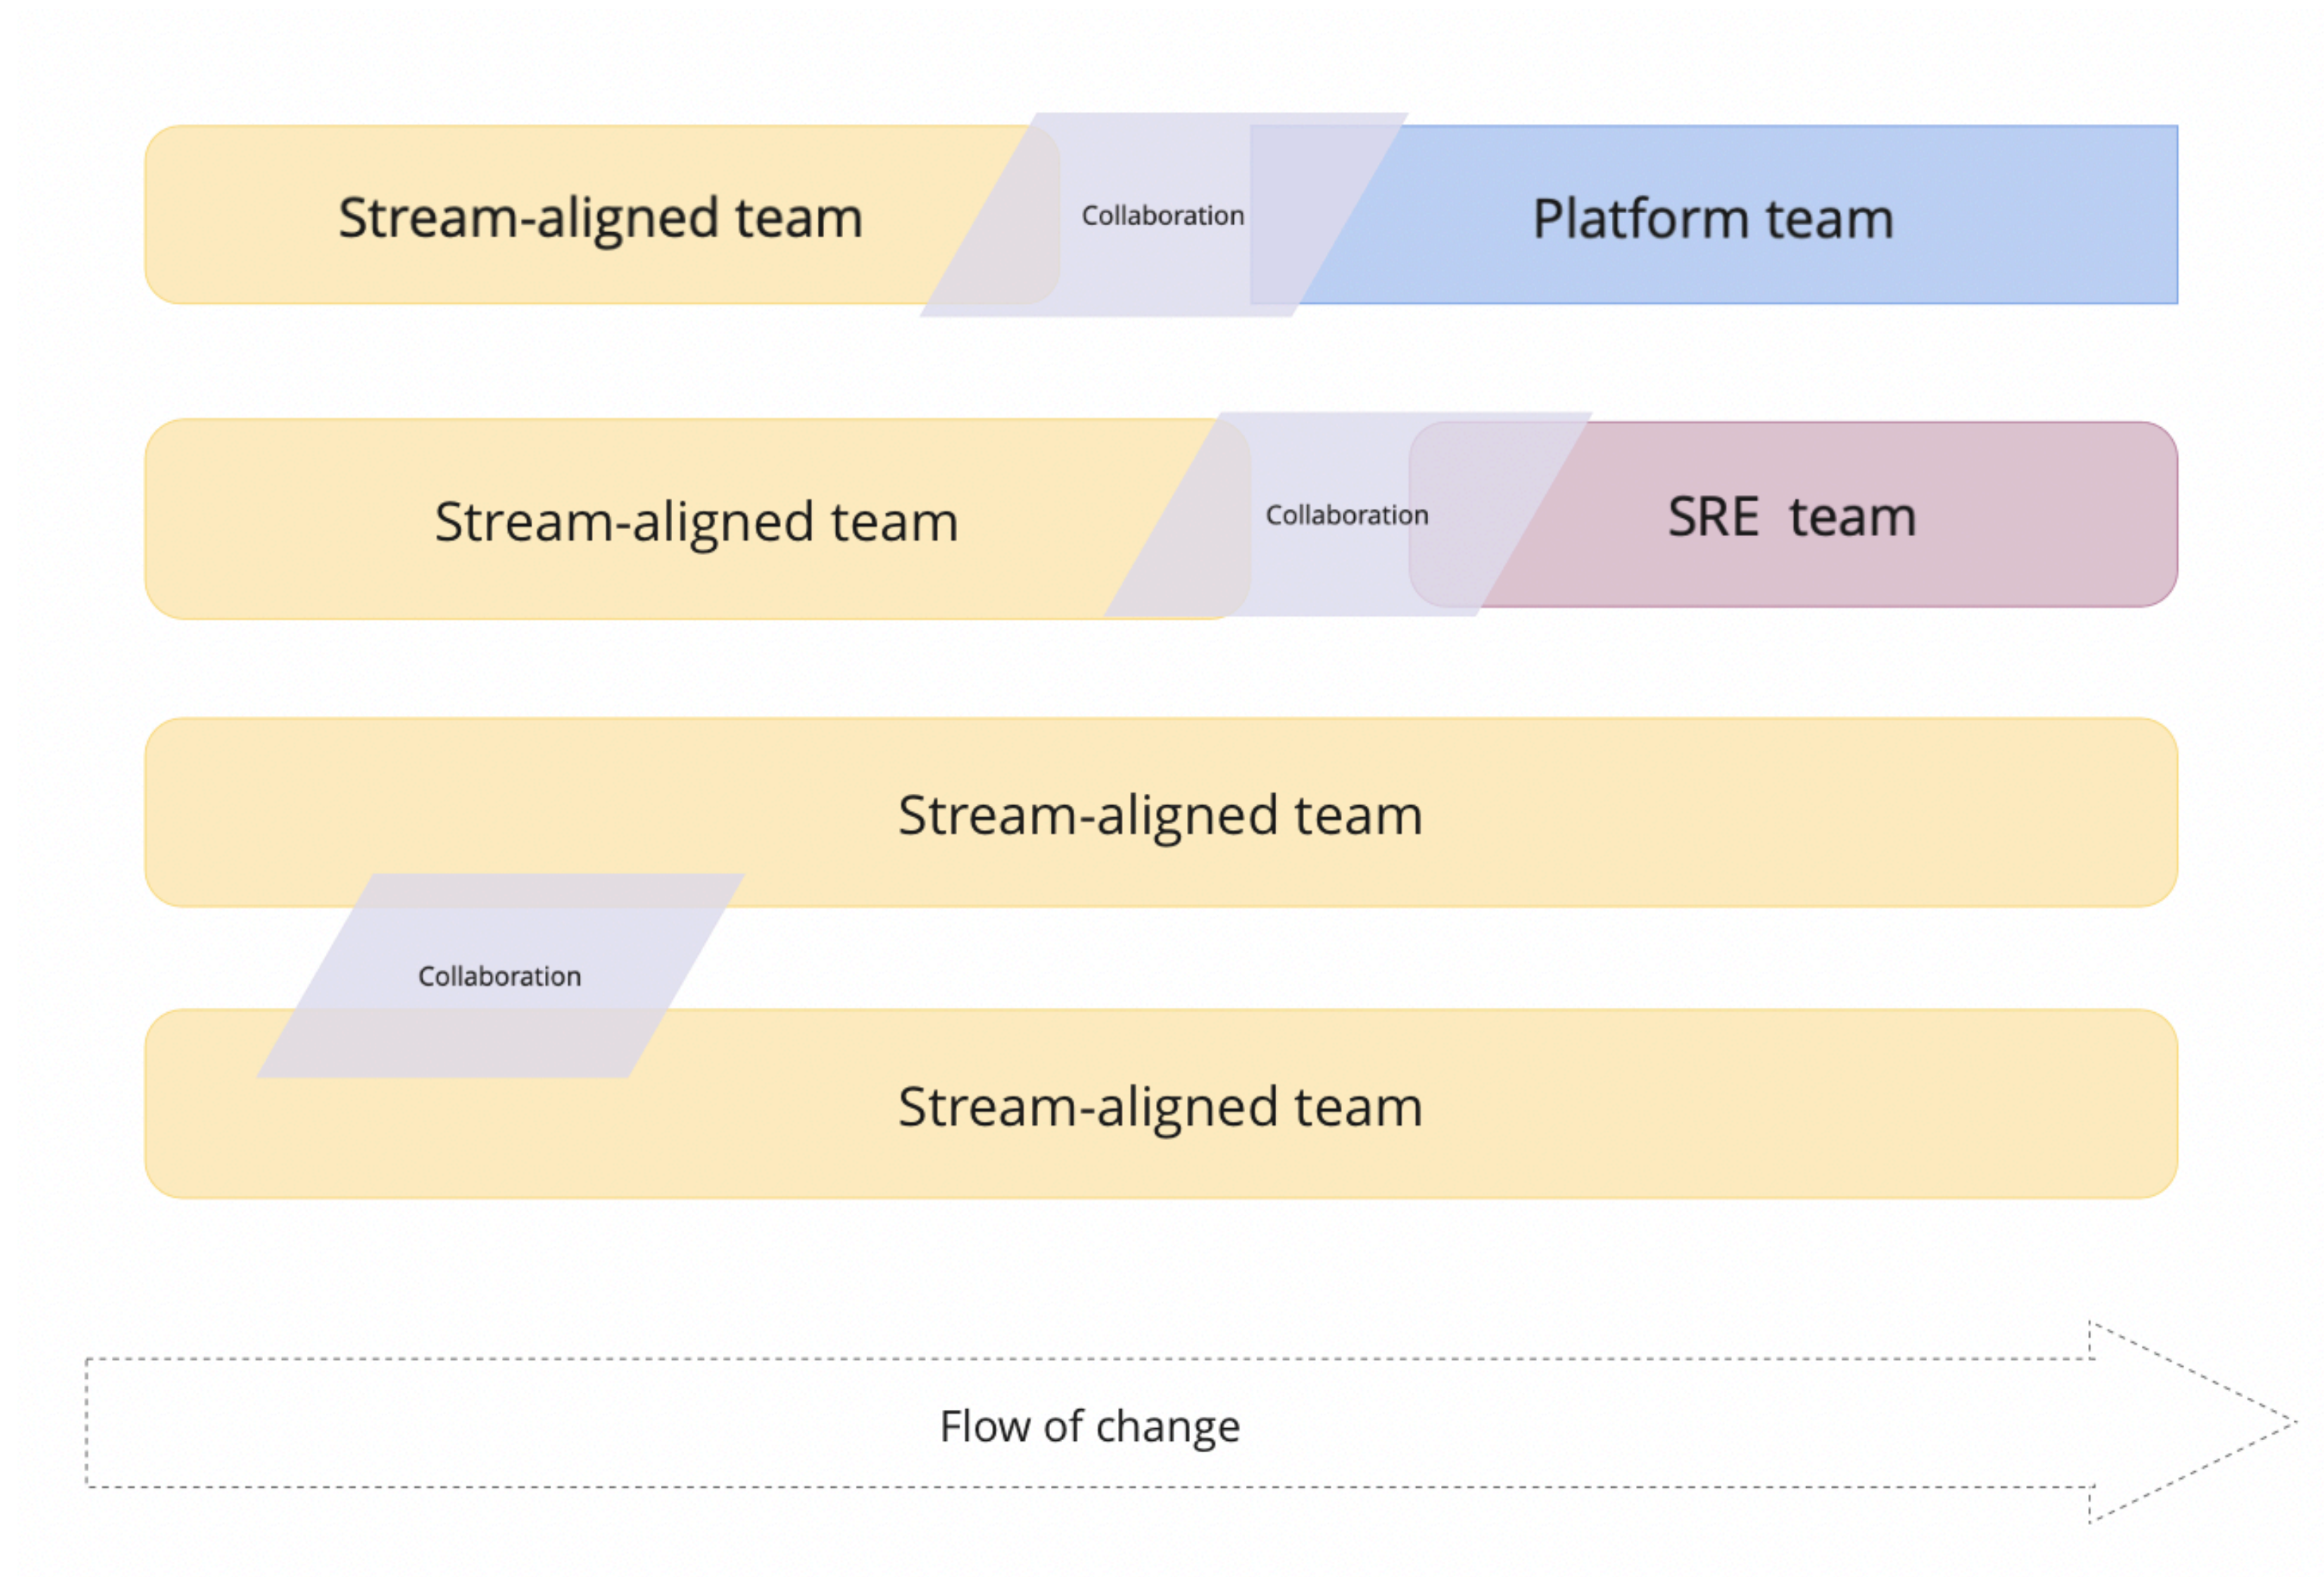 Stream-aligned team
Collaboration
Platform team
Stream-aligned team
Collaboration
SRE team
Stream-aligned team
Collaboration
Stream-aligned team
Flow of change